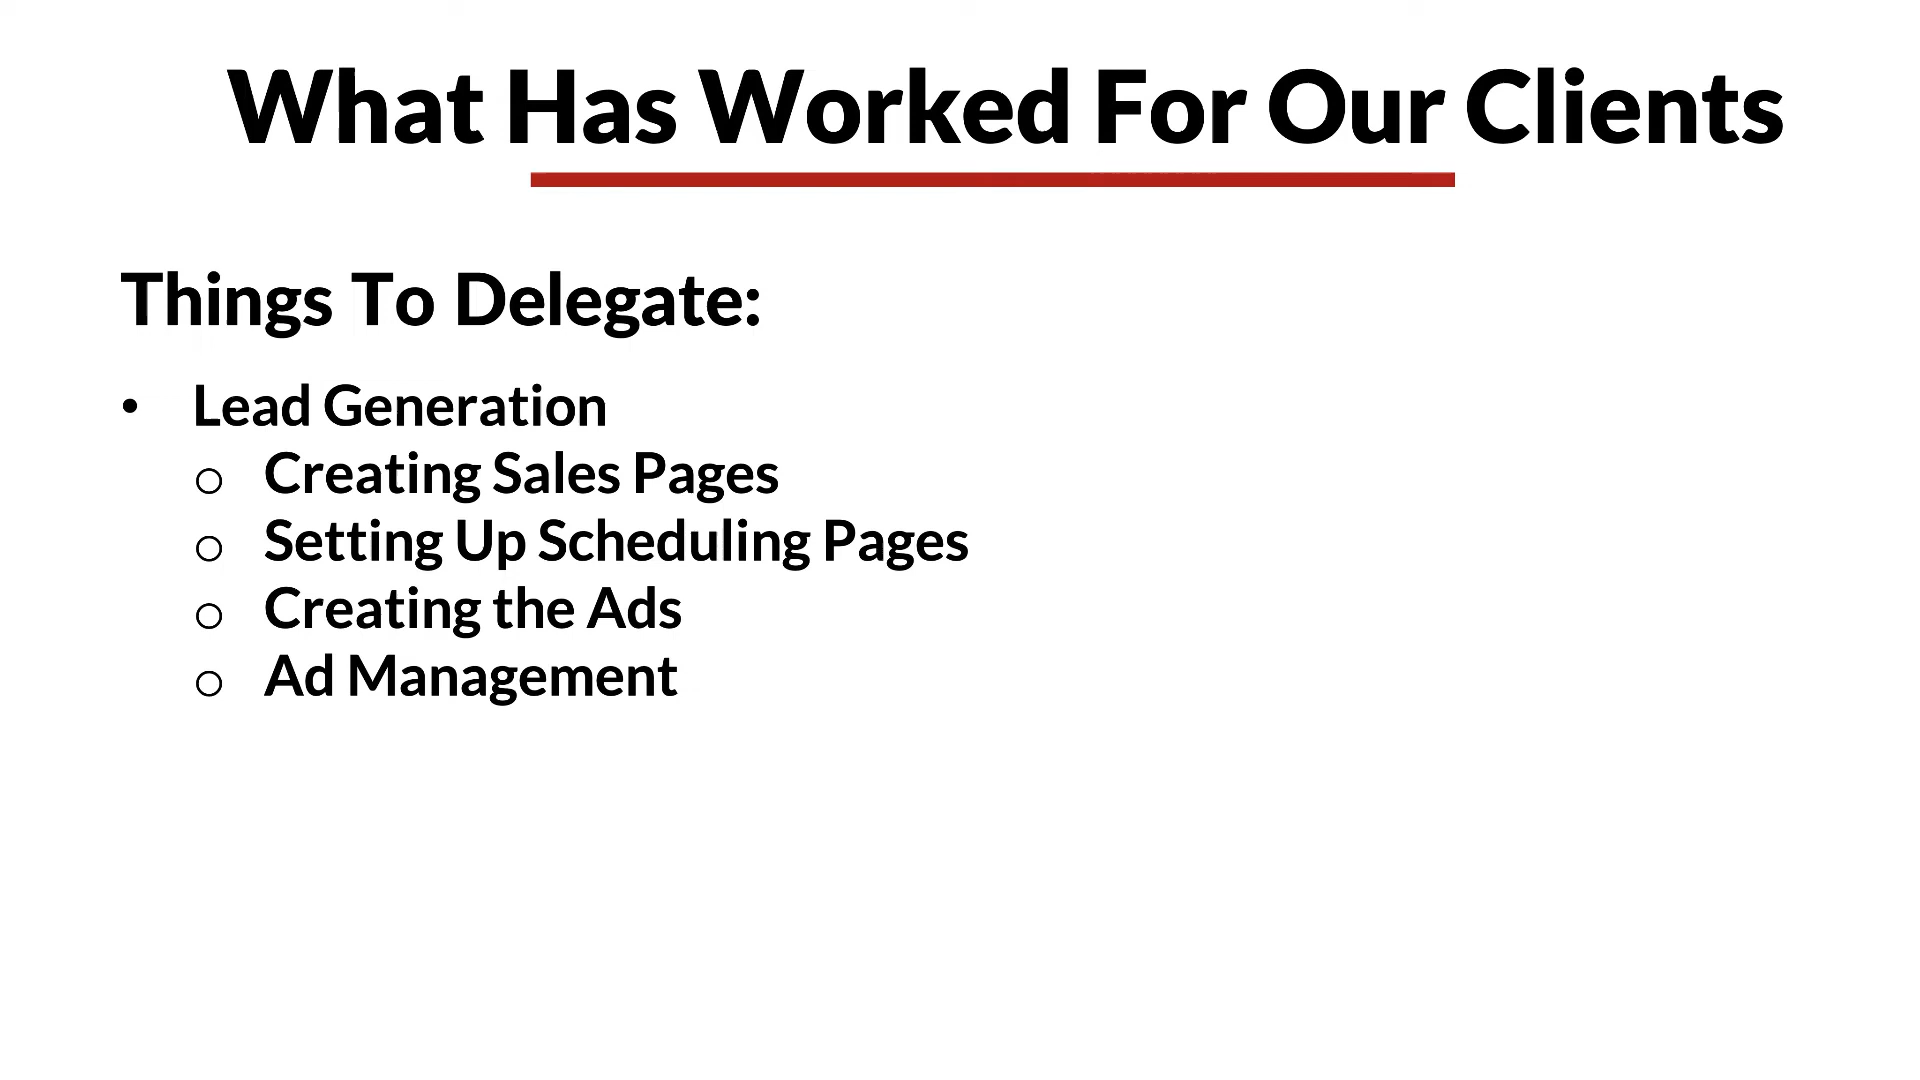 What Has Worked For Our Clients
Things To Delegate:
• Lead Generation
o Creating Sales Pages
o Setting Up Scheduling Pages
o Creating the Ads
o Ad Management